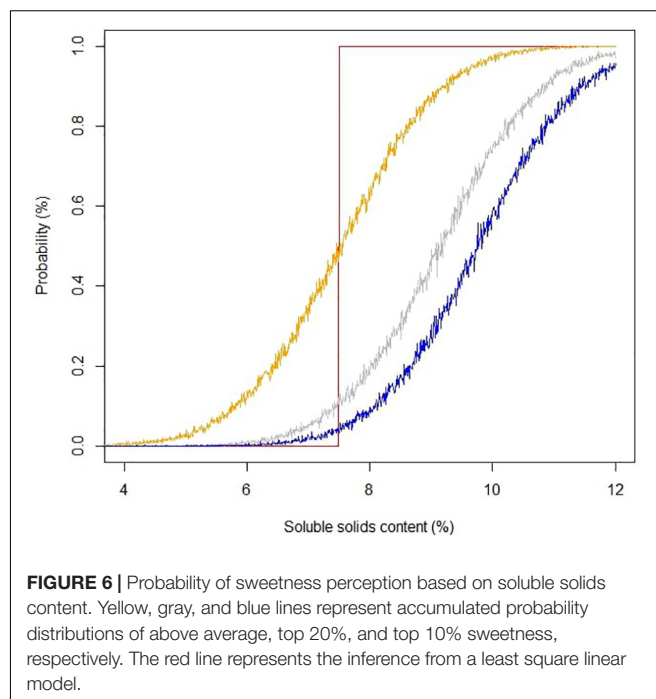 1.0
0.8
0.6
0.4
0.2
0.0
Probability (%)
4 6 8 10 12
Soluble solids content (%)
FIGURE 6 | Probability of sweetness perception based on soluble solids
content. Yellow, gray, and blue lines represent accumulated probability
distributions of above average, top 20%, and top 10% sweetness,
respectively. The red line represents the inference from a least square linear
model.